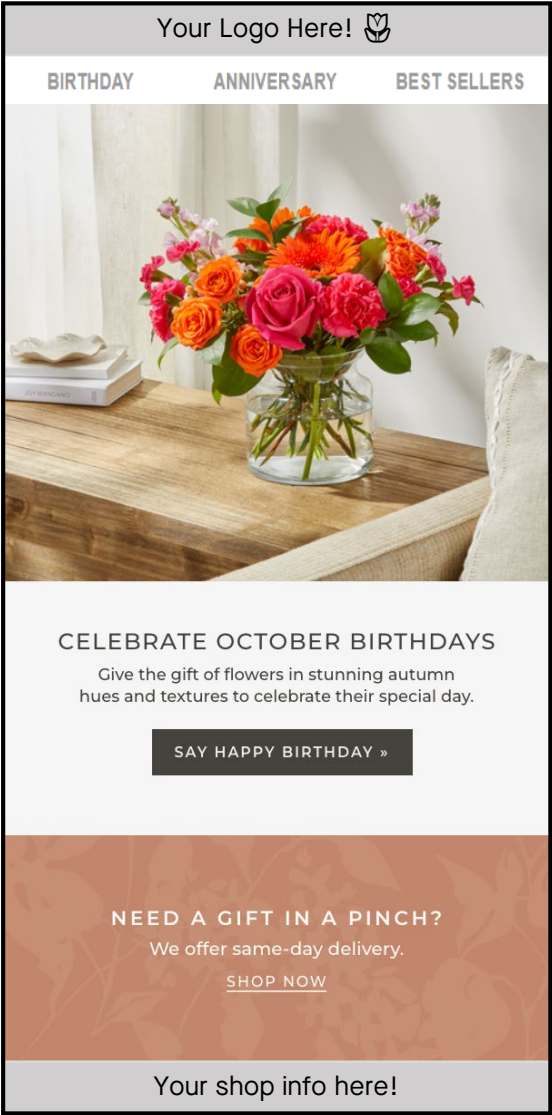 Your Logo Here!
BIRTHDAY ANNIVERSARY BEST SELLERS
CELEBRATE OCTOBER BIRTHDAYS
Give the gift of flowers in stunning autumn
hues and textures to celebrate their special day.
SAY HAPPY BIRTHDAY »
NEED A GIFT IN A PINCH?
We offer same-day delivery.
SHOP NOW
Your shop info here!